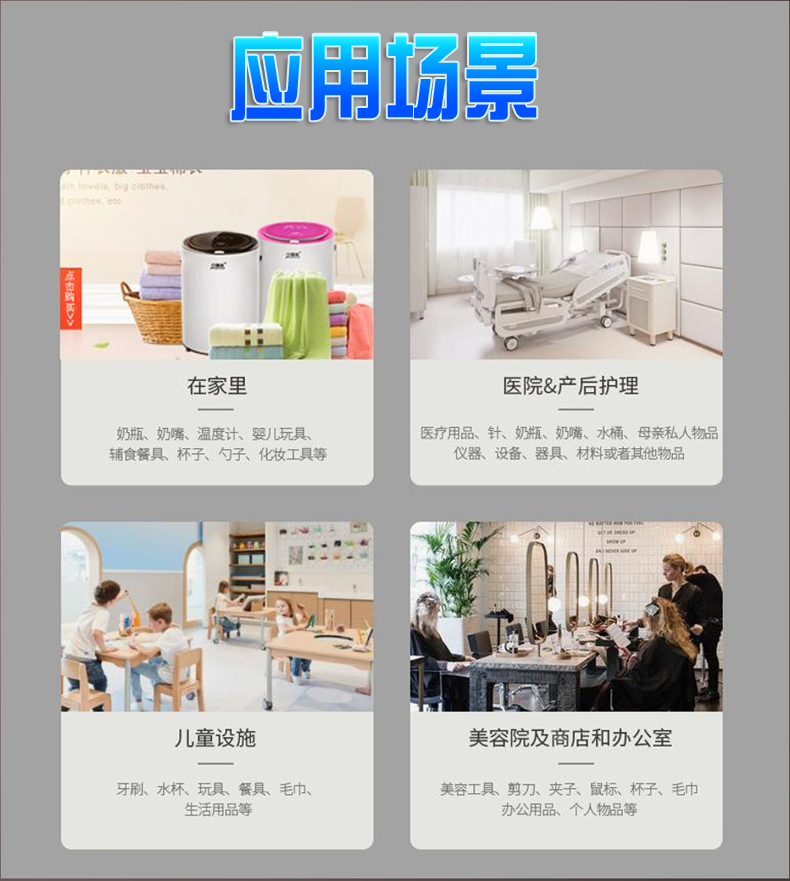 应用场景
th towels, big clothes,
d clothes, etc
点击购买
在家里
奶瓶、奶嘴、温度计、婴儿玩具、
辅食餐具、杯子、勺子、化妆工具等
医院&产后护理
医疗用品、针、奶瓶、奶嘴、水桶、母亲私人物品
仪器、设备、器具、材料或者其他物品
儿童设施
牙刷、水杯、玩具、餐具、毛巾、
生活用品等
NO MATTER HOW YOU FEEL
GET UP, DRESS UP
SHOW UP
AND NEVER GIVE UP
美容院及商店和办公室
美容工具、剪刀、夹子、鼠标、杯子、毛巾
办公用品、个人物品等